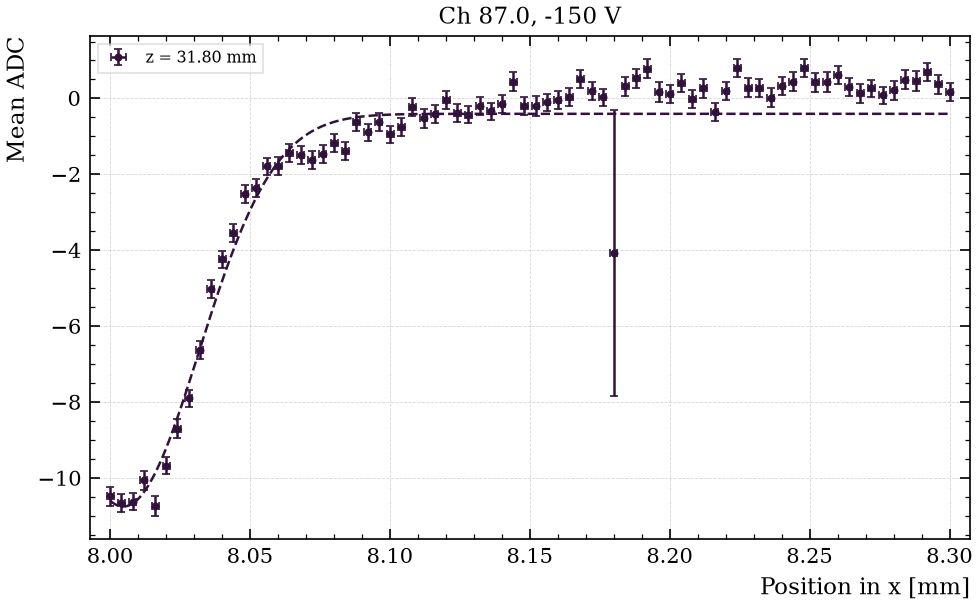 Ch 87.0, -150 V
Mean ADC
z = 31.80 mm
0
−2
−4
−6
−8
−10
8.00 8.05 8.10 8.15 8.20 8.25 8.30
Position in x [mm]